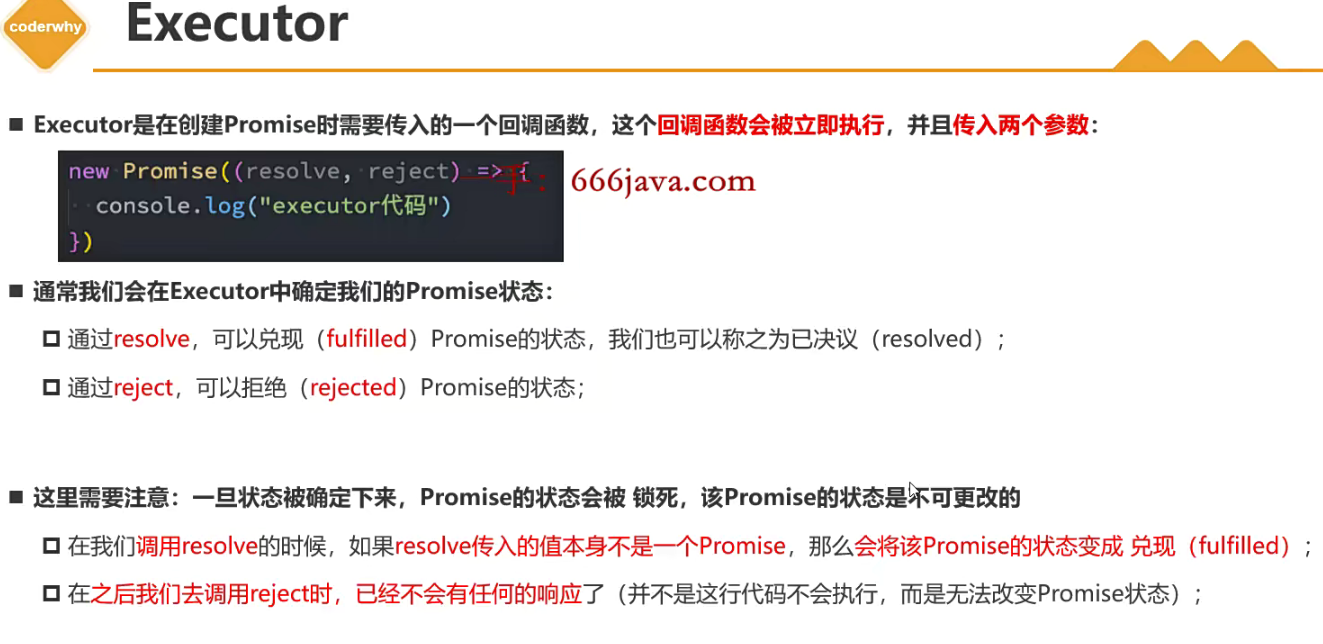 coderwhy
Executor
Executor是在创建Promise时需要传入的一个回调函数，这个回调函数会被立即执行，并且传入两个参数：
new Promise((resolve, reject) => {
一手： 666java.com
console.log("executor代码")
})
通常我们会在Executor中确定我们的Promise状态：
通过resolve，可以兑现（fulfilled）Promise的状态，我们也可以称之为已决议（resolved）；
通过reject，可以拒绝（rejected）Promise的状态；
这里需要注意：一旦状态被确定下来，Promise的状态会被 锁死，该Promise的状态是不可更改的
在我们调用resolve的时候，如果resolve传入的值本身不是一个Promise，那么会将该Promise的状态变成 兑现（fulfilled）；
在之后我们去调用reject时，已经不会有任何的响应了（并不是这行代码不会执行，而是无法改变Promise状态）；